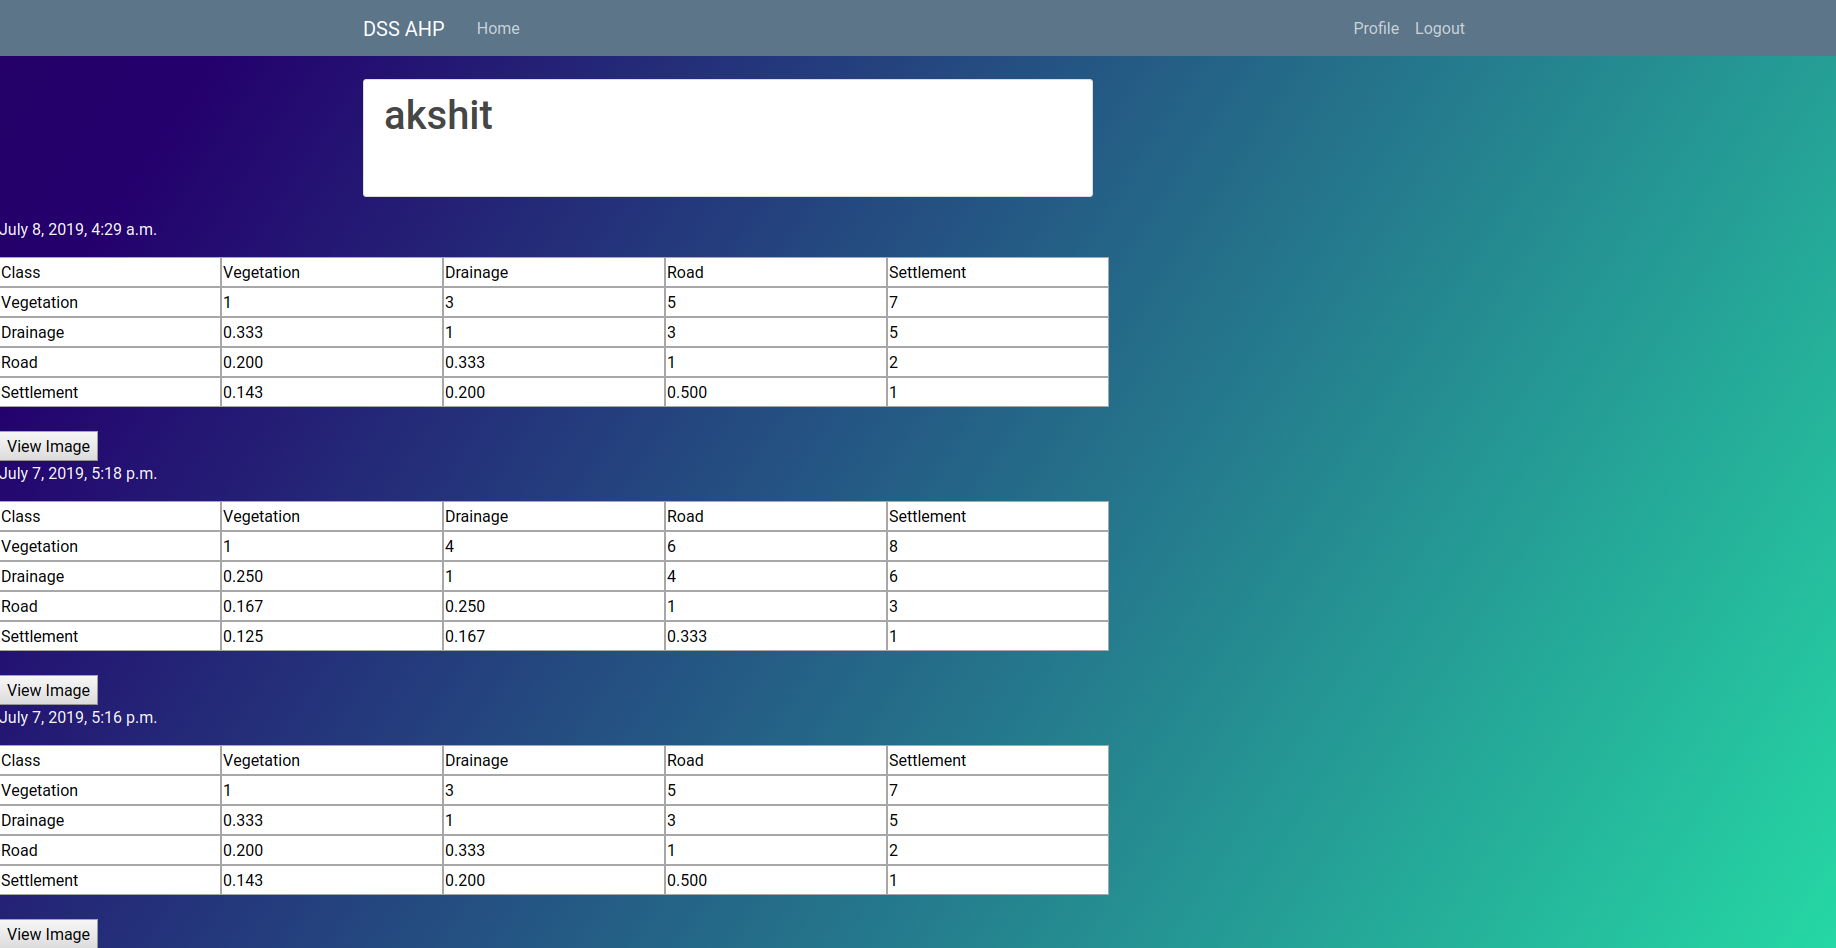 DSS AHP Home Profile Logout
akshit
July 8, 2019, 4:29 a.m.
Class Vegetation Drainage Road Settlement
Vegetation 1 3 5 7
Drainage 0.333 1 3 5
Road 0.200 0.333 1 2
Settlement 0.143 0.200 0.500 1
View Image
July 7, 2019, 5:18 p.m.
Class Vegetation Drainage Road Settlement
Vegetation 1 4 6 8
Drainage 0.250 1 4 6
Road 0.167 0.250 1 3
Settlement 0.125 0.167 0.333 1
View Image
July 7, 2019, 5:16 p.m.
Class Vegetation Drainage Road Settlement
Vegetation 1 3 5 7
Drainage 0.333 1 3 5
Road 0.200 0.333 1 2
Settlement 0.143 0.200 0.500 1
View Image